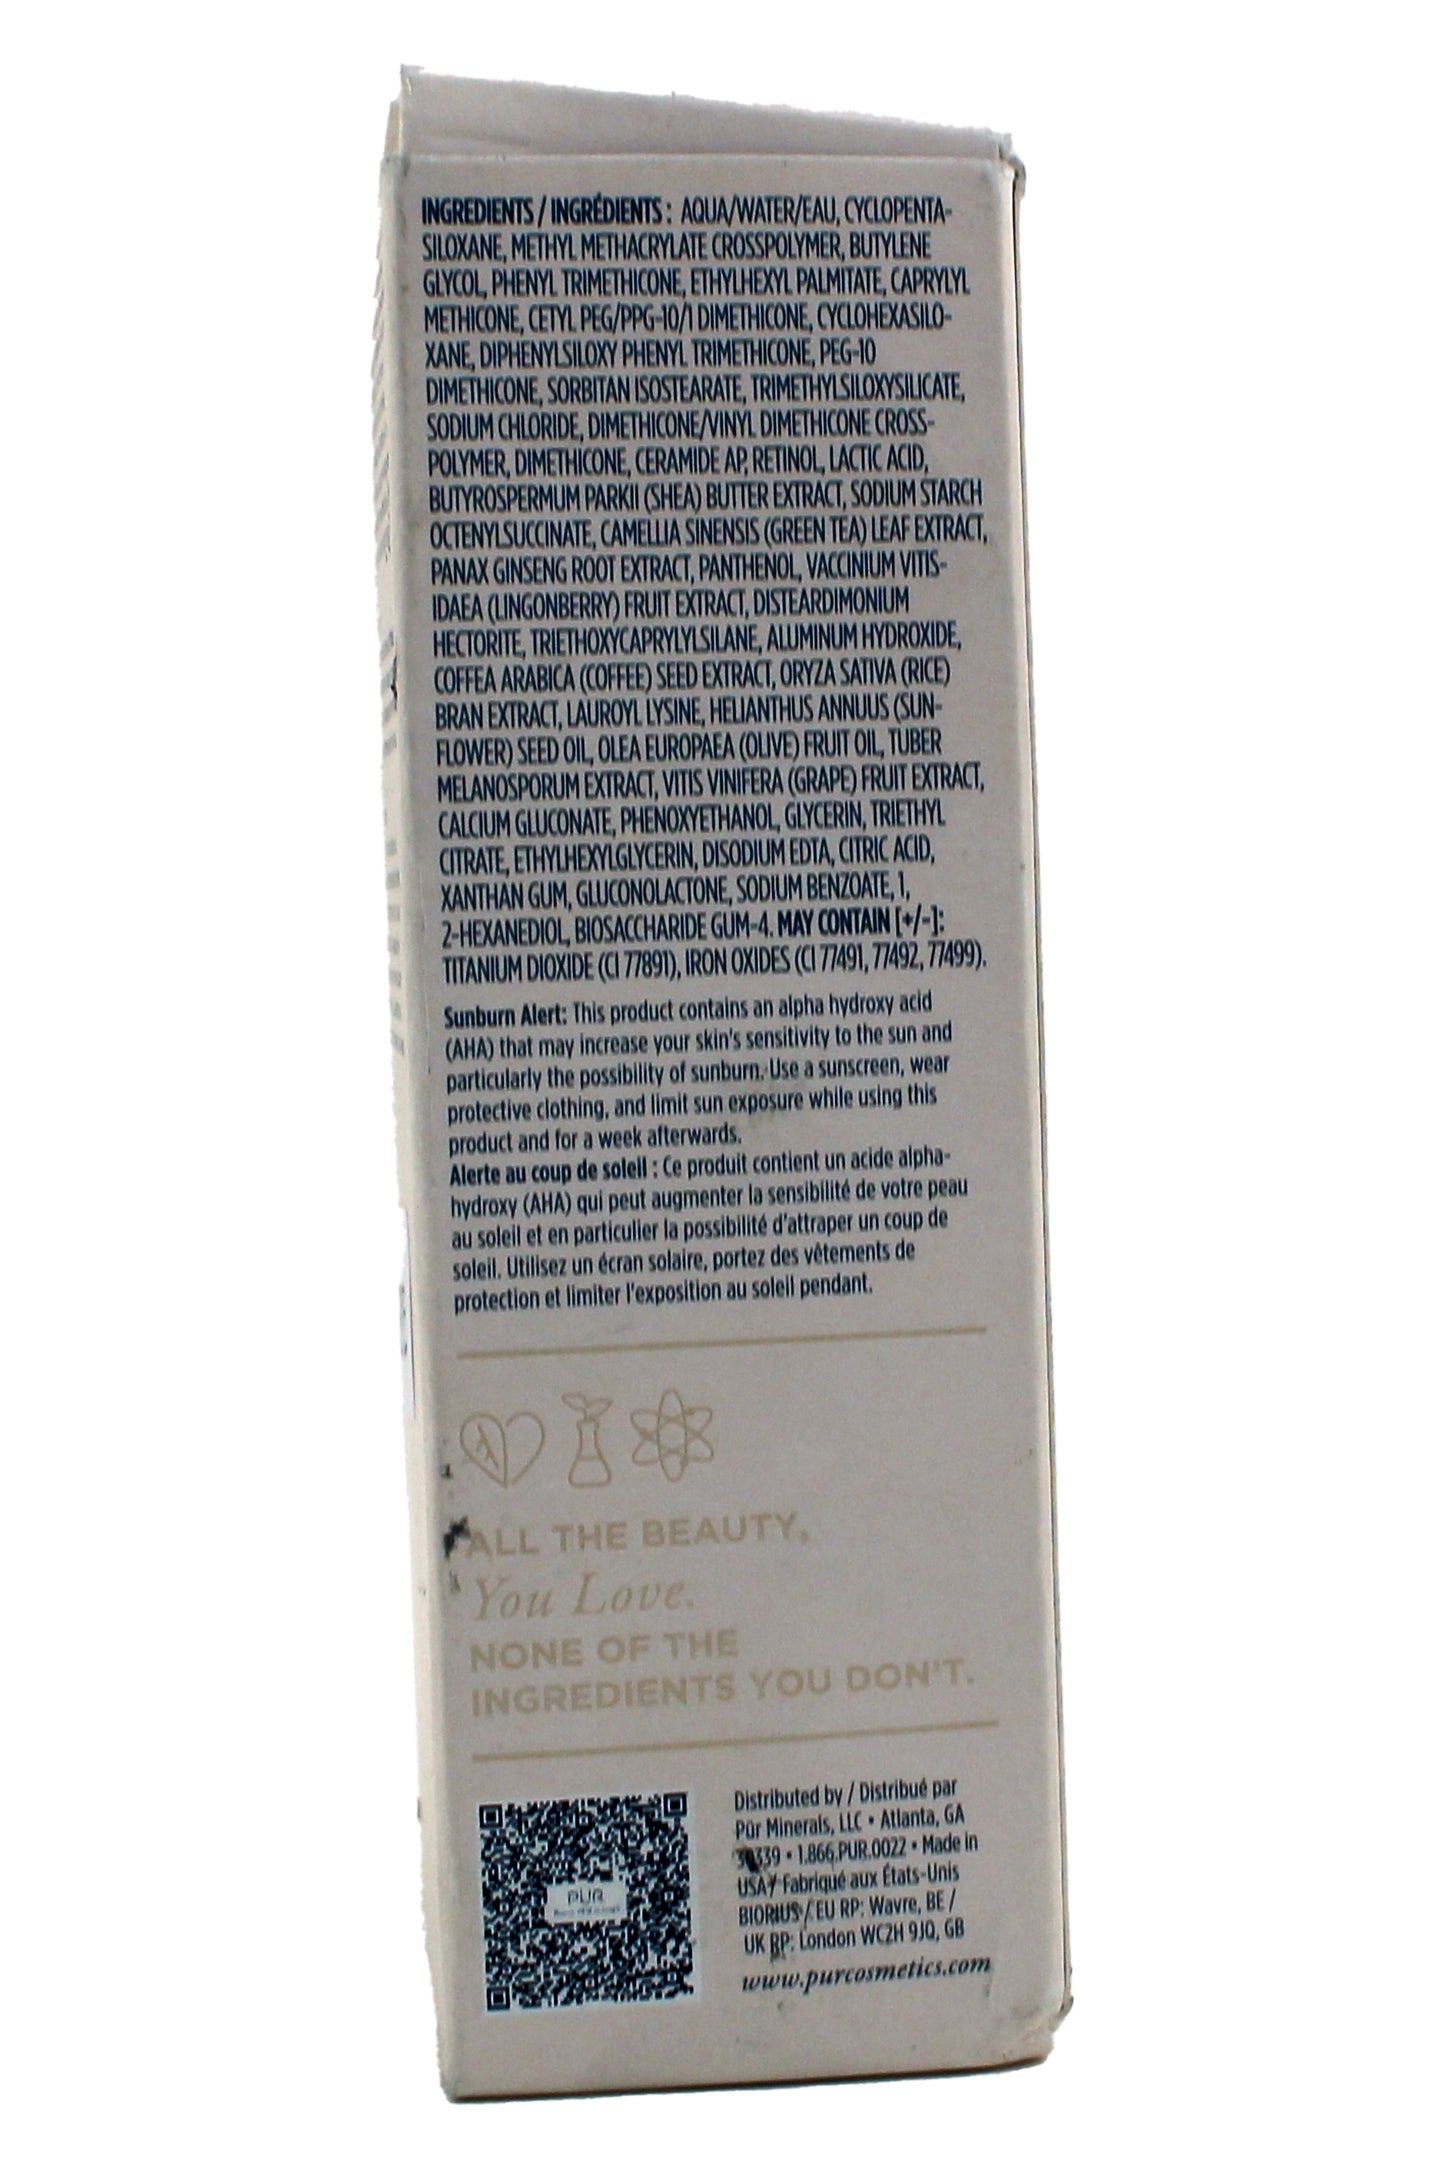 INGREDIENTS / INGRÉDIENTS : AQUA/WATER/EAU, CYCLOPENTA-
SILOXANE, METHYL METHACRYLATE CROSSPOLYMER, BUTYLENE
GLYCOL, PHENYL TRIMETHICONE, ETHYLHEXYL PALMITATE, CAPRYLYL
METHICONE, CETYL PEG/PPG-10/1 DIMETHICONE, CYCLOHEXASILO-
XANE, DIPHENYLSILOXY PHENYL TRIMETHICONE, PEG-10
DIMETHICONE, SORBITAN ISOSTEARATE, TRIMETHYLSILOXYSILICATE,
SODIUM CHLORIDE, DIMETHICONE/VINYL DIMETHICONE CROSS-
POLYMER, DIMETHICONE, CERAMIDE AP, RETINOL, LACTIC ACID,
BUTYROSPERMUM PARKII (SHEA) BUTTER EXTRACT, SODIUM STARCH
OCTENYLSUCCINATE, CAMELLIA SINENSIS (GREEN TEA) LEAF EXTRACT,
PANAX GINSENG ROOT EXTRACT, PANTHENOL, VACCINIUM VITIS-
IDAEA (LINGONBERRY) FRUIT EXTRACT, DISTEARDIMONIUM
HECTORITE, TRIETHOXYCAPRYLYLSILANE, ALUMINUM HYDROXIDE,
COFFEA ARABICA (COFFEE) SEED EXTRACT, ORYZA SATIVA (RICE)
BRAN EXTRACT, LAUROYL LYSINE, HELIANTHUS ANNUUS (SUN-
FLOWER) SEED OIL, OLEA EUROPAEA (OLIVE) FRUIT OIL, TUBER
MELANOSPORUM EXTRACT, VITIS VINIFERA (GRAPE) FRUIT EXTRACT,
CALCIUM GLUCONATE, PHENOXYETHANOL, GLYCERIN, TRIETHYL
CITRATE, ETHYLHEXYLGLYCERIN, DISODIUM EDTA, CITRIC ACID,
XANTHAN GUM, GLUCONOLACTONE, SODIUM BENZOATE, 1,
2-HEXANEDIOL, BIOSACCHARIDE GUM-4. MAY CONTAIN [+/-]:
TITANIUM DIOXIDE (CI 77891), IRON OXIDES (CI 77491, 77492, 77499).
Sunburn Alert: This product contains an alpha hydroxy acid
(AHA) that may increase your skin's sensitivity to the sun and
particularly the possibility of sunburn. Use a sunscreen, wear
protective clothing, and limit sun exposure while using this
product and for a week afterwards.
Alerte au coup de soleil : Ce produit contient un acide alpha-
hydroxy (AHA) qui peut augmenter la sensibilité de votre peau
au soleil et en particulier la possibilité d'attraper un coup de
soleil. Utilisez un écran solaire, portez des vêtements de
protection et limiter l'exposition au soleil pendant.
ALL THE BEAUTY,
You Love.
NONE OF THE
INGREDIENTS YOU DON'T.
PUR
Distributed by / Distribué par
Pür Minerals, LLC • Atlanta, GA
30339 • 1.866.PUR.0022 • Made in
USA / Fabriqué aux États-Unis
BIORIUS / EU RP: Wavre, BE /
UK RP: London WC2H 9JQ, GB
www.purcosmetics.com